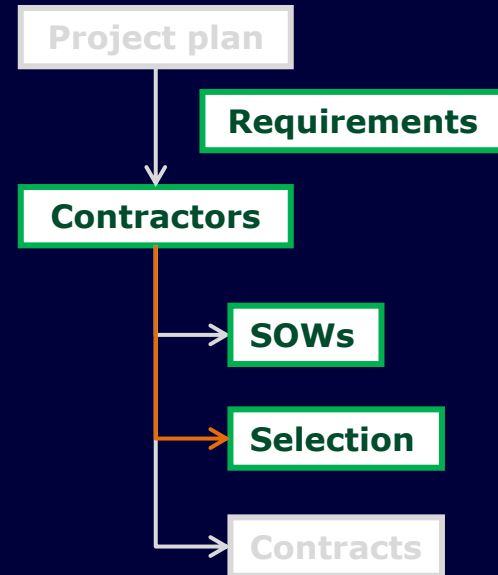 Project plan
Requirements
Contractors
SOWs
Selection
Contracts